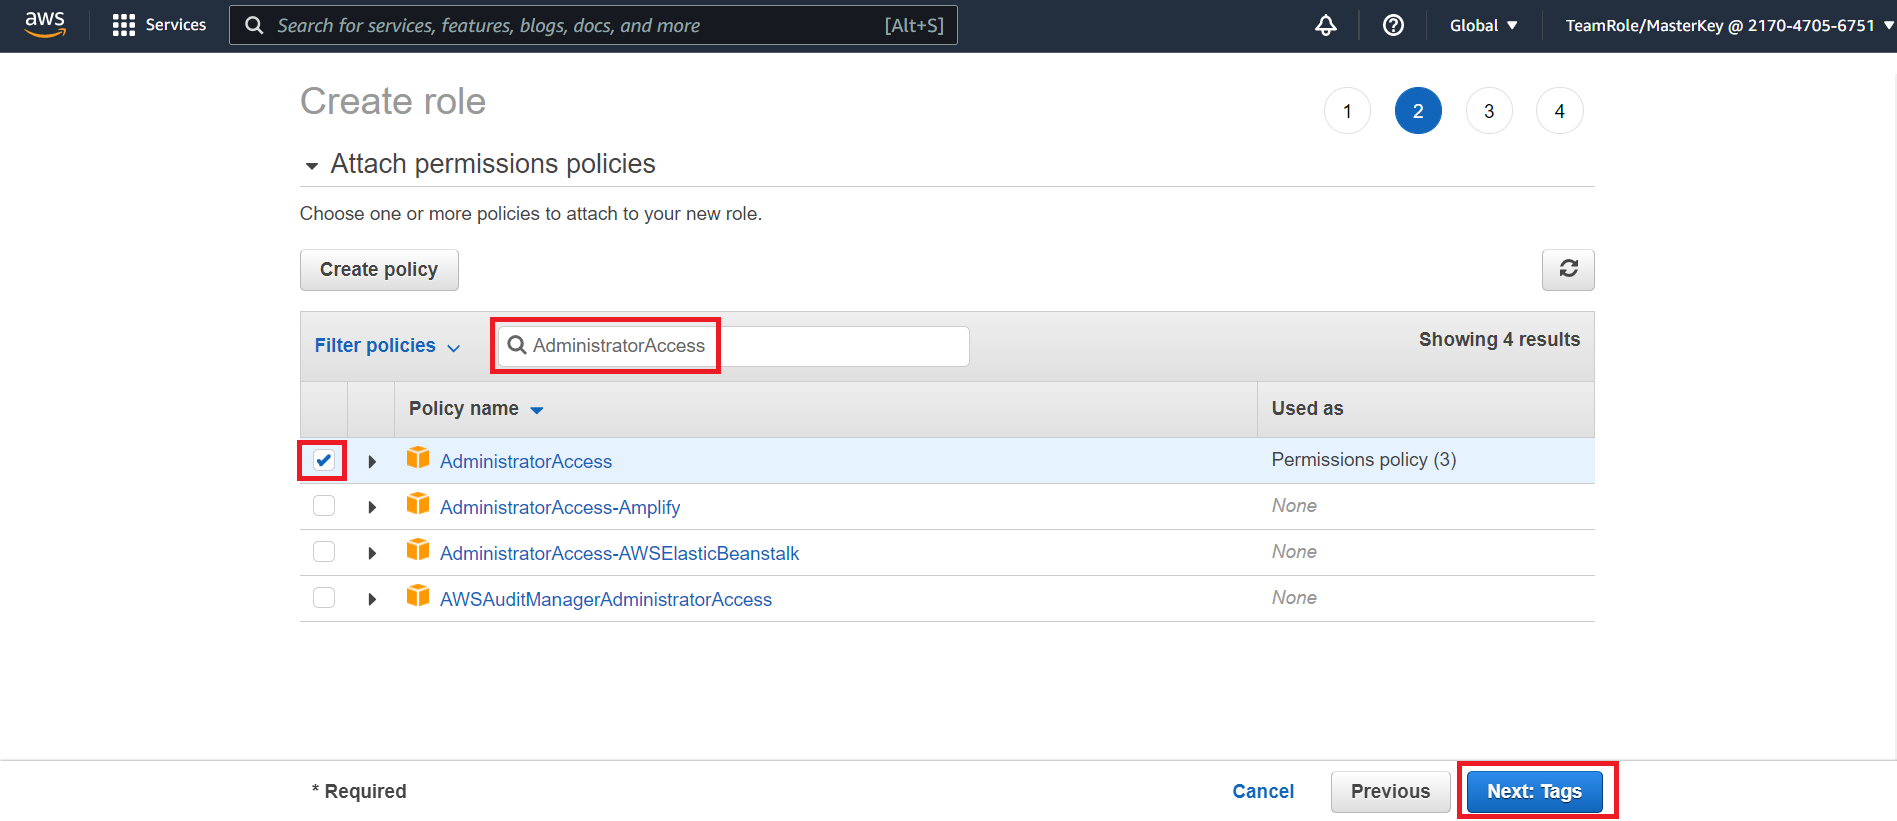 aws Services Search for services, features, blogs, docs, and more [Alt+S] Global TeamRole/MasterKey @ 2170-4705-6751
Create role 1 2 3 4
Attach permissions policies
Choose one or more policies to attach to your new role.
Create policy
Filter policies AdministratorAccess Showing 4 results
Policy name Used as
AdministratorAccess Permissions policy (3)
AdministratorAccess-Amplify None
AdministratorAccess-AWSElasticBeanstalk None
AWSAuditManagerAdministratorAccess None
* Required Cancel Previous Next: Tags